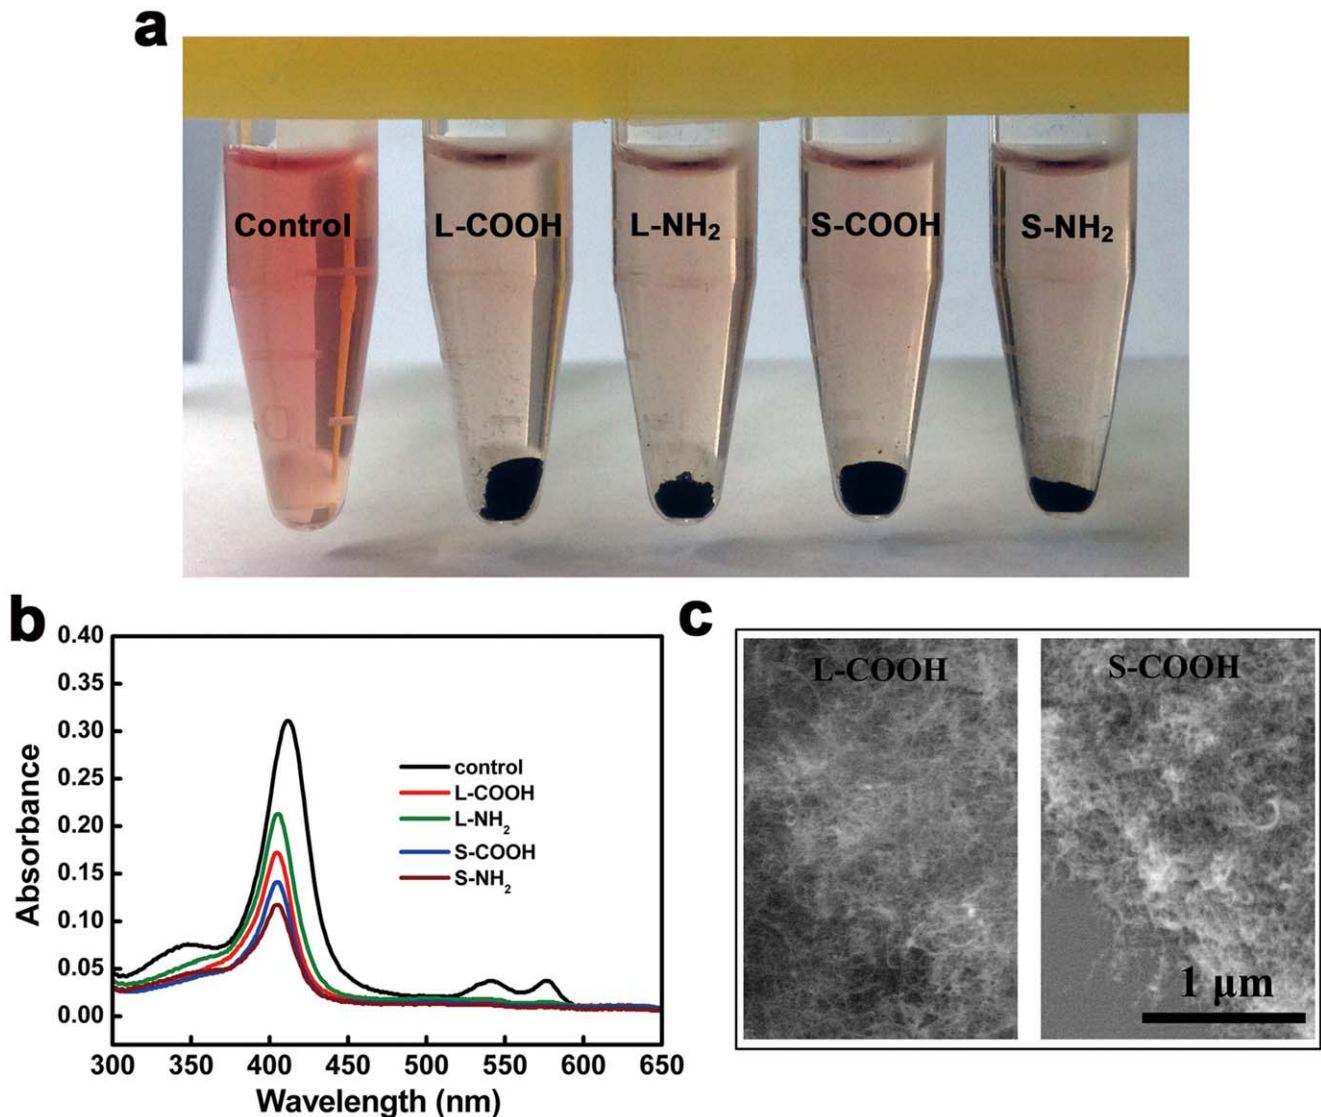 a
Control
L-COOH
L-NH₂
S-COOH
S-NH₂
b
Absorbance
0.40
0.35
0.30
0.25
0.20
0.15
0.10
0.05
0.00
control
L-COOH
L-NH₂
S-COOH
S-NH₂
300 350 400 450 500 550 600 650
Wavelength (nm)
c
L-COOH
S-COOH
1 µm